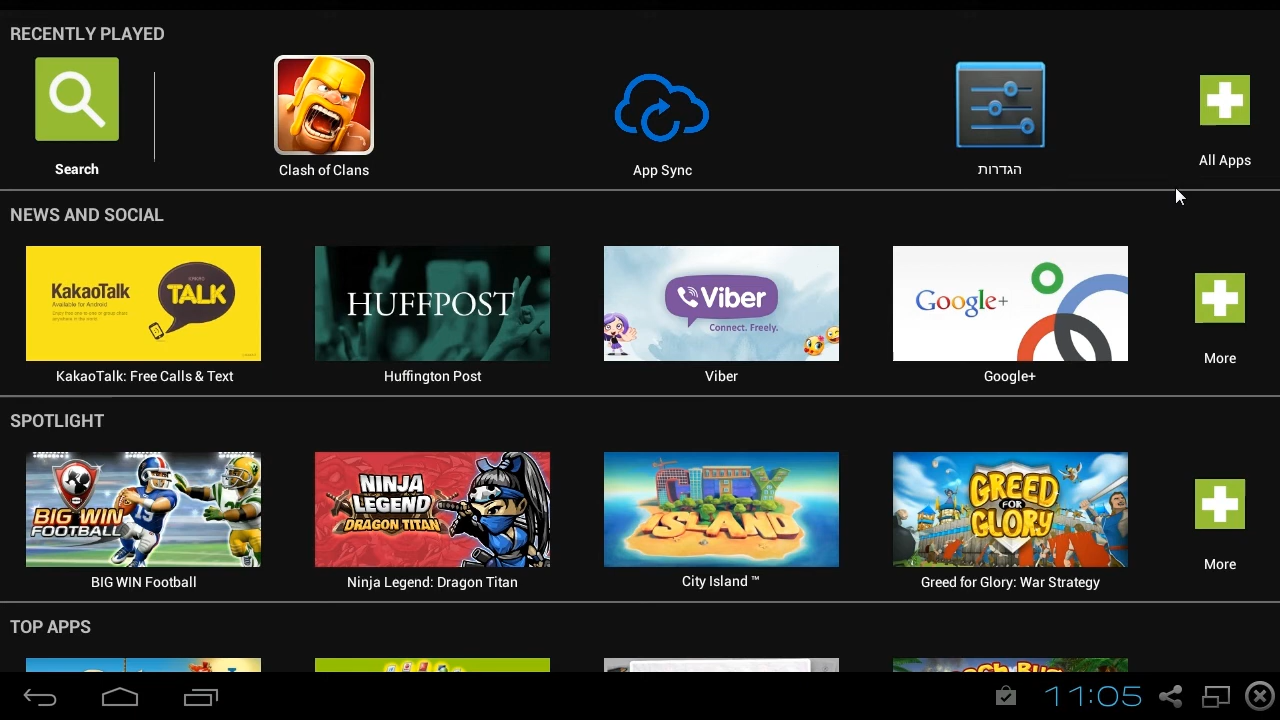 RECENTLY PLAYED
Search
Clash of Clans
App Sync
הגדרות
All Apps
NEWS AND SOCIAL
KakaoTalk
Available for Android
TALK
HUFFPOST
Viber
Connect. Freely.
Google+
More
KakaoTalk: Free Calls & Text
Huffington Post
Viber
Google+
SPOTLIGHT
BIG WIN
FOOTBALL
NINJA
LEGEND
DRAGON TITAN
CITY
ISLAND
GREED
FOR
GLORY
More
BIG WIN Football
Ninja Legend: Dragon Titan
City Island ™
Greed for Glory: War Strategy
TOP APPS
11:05